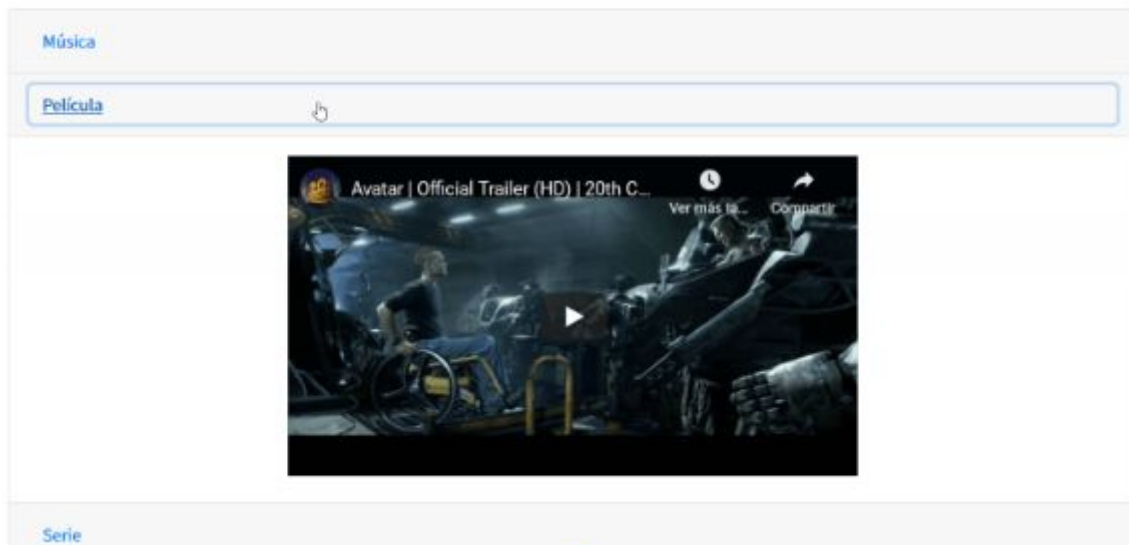 Música
Película
Avatar | Official Trailer (HD) | 20th C...
Ver más ta...
Compartir
Serie